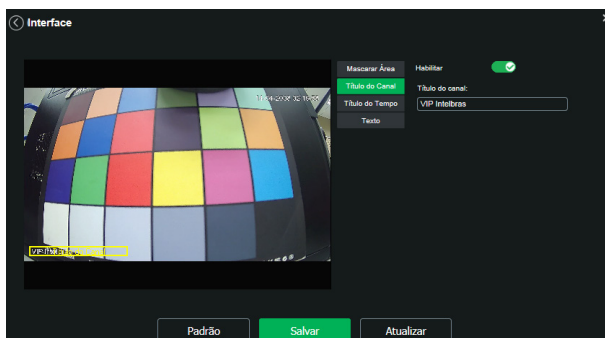 Interface
Mascarar Área
Habilitar
Título do Canal
Título do canal:
Título do Tempo
VIP Intelbras
Texto
Padrão
Salvar
Atualizar